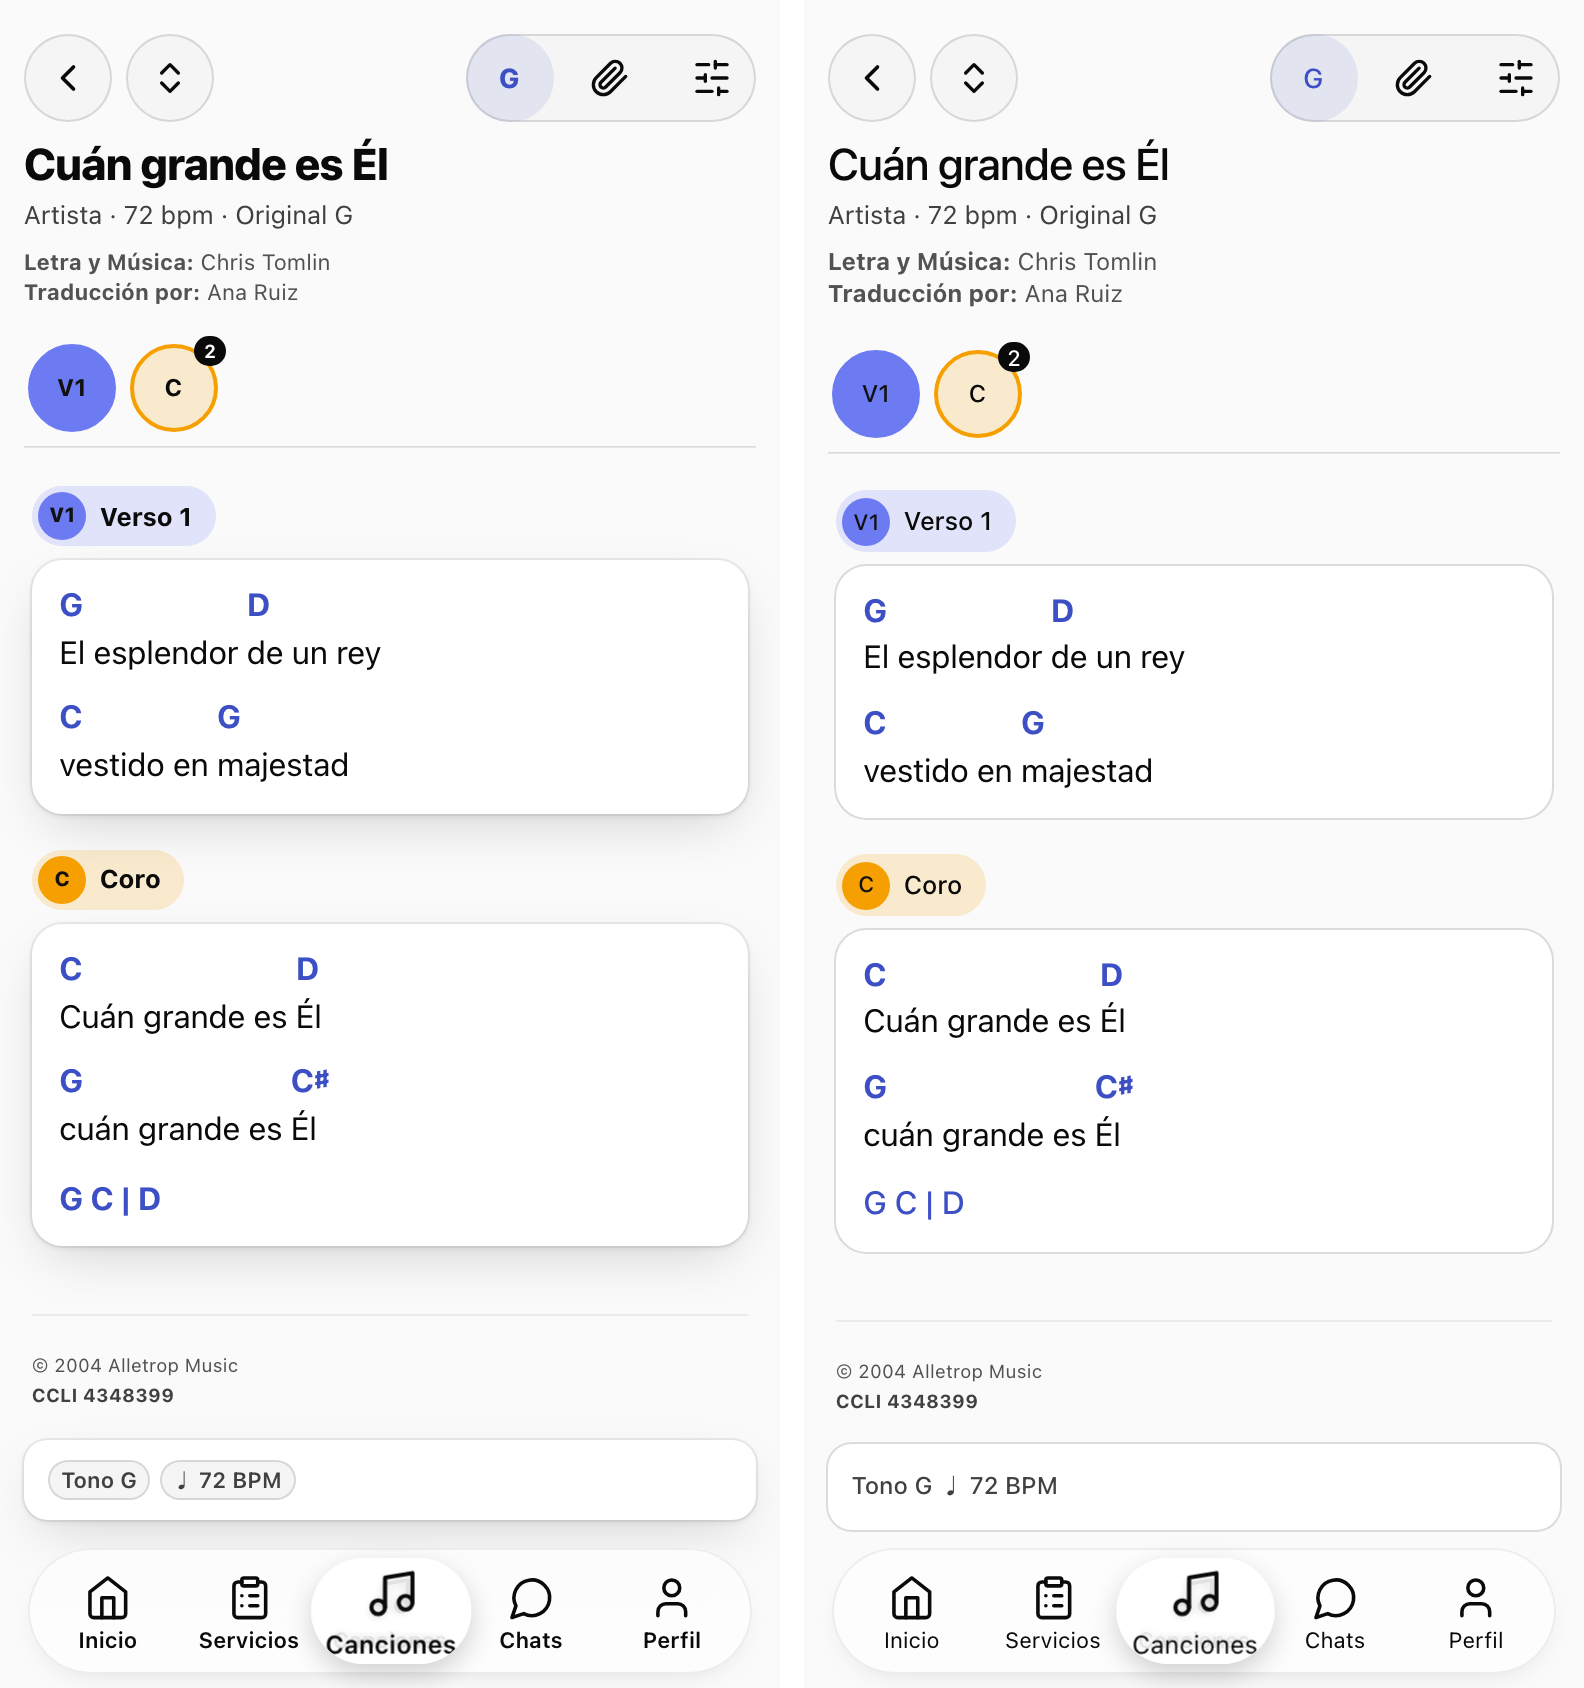 G
Cuán grande es Él
Artista · 72 bpm · Original G
Letra y Música: Chris Tomlin
Traducción por: Ana Ruiz
V1 C 2
V1 Verso 1
G D
El esplendor de un rey
C G
vestido en majestad
C Coro
C D
Cuán grande es Él
G C♯
cuán grande es Él
G C | D
© 2004 Alletrop Music
CCLI 4348399
Tono G ♩ 72 BPM
Inicio Servicios Canciones Chats Perfil
G
Cuán grande es Él
Artista · 72 bpm · Original G
Letra y Música: Chris Tomlin
Traducción por: Ana Ruiz
V1 C 2
V1 Verso 1
G D
El esplendor de un rey
C G
vestido en majestad
C Coro
C D
Cuán grande es Él
G C♯
cuán grande es Él
G C | D
© 2004 Alletrop Music
CCLI 4348399
Tono G ♩ 72 BPM
Inicio Servicios Canciones Chats Perfil